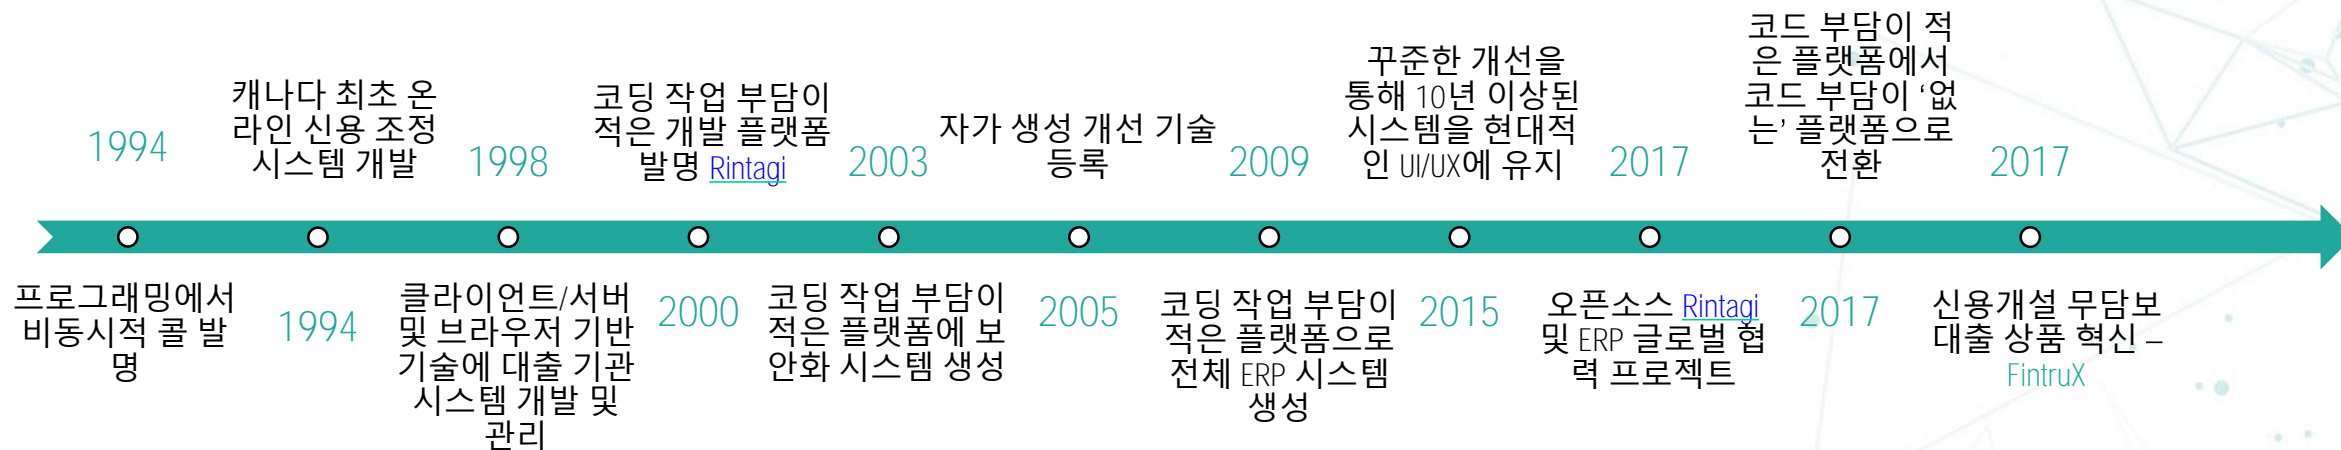 1994
프로그래밍에서
비동시적 콜 발
명
캐나다 최초 온
라인 신용 조정
시스템 개발
1994
1998
클라이언트/서버
및 브라우저 기반
기술에 대출 기관
시스템 개발 및
관리
코딩 작업 부담이
적은 개발 플랫폼
발명 Rintagi
2000
2003
코딩 작업 부담이
적은 플랫폼에 보
안화 시스템 생성
자가 생성 개선 기술
등록
2005
2009
코딩 작업 부담이
적은 플랫폼으로
전체 ERP 시스템
생성
꾸준한 개선을
통해 10년 이상된
시스템을 현대적
인 UI/UX에 유지
2015
2017
오픈소스 Rintagi
및 ERP 글로벌 협
력 프로젝트
코드 부담이 적
은 플랫폼에서
코드 부담이 ‘없
는’ 플랫폼으로
전환
2017
2017
신용개설 무담보
대출 상품 혁신 –
FintruX